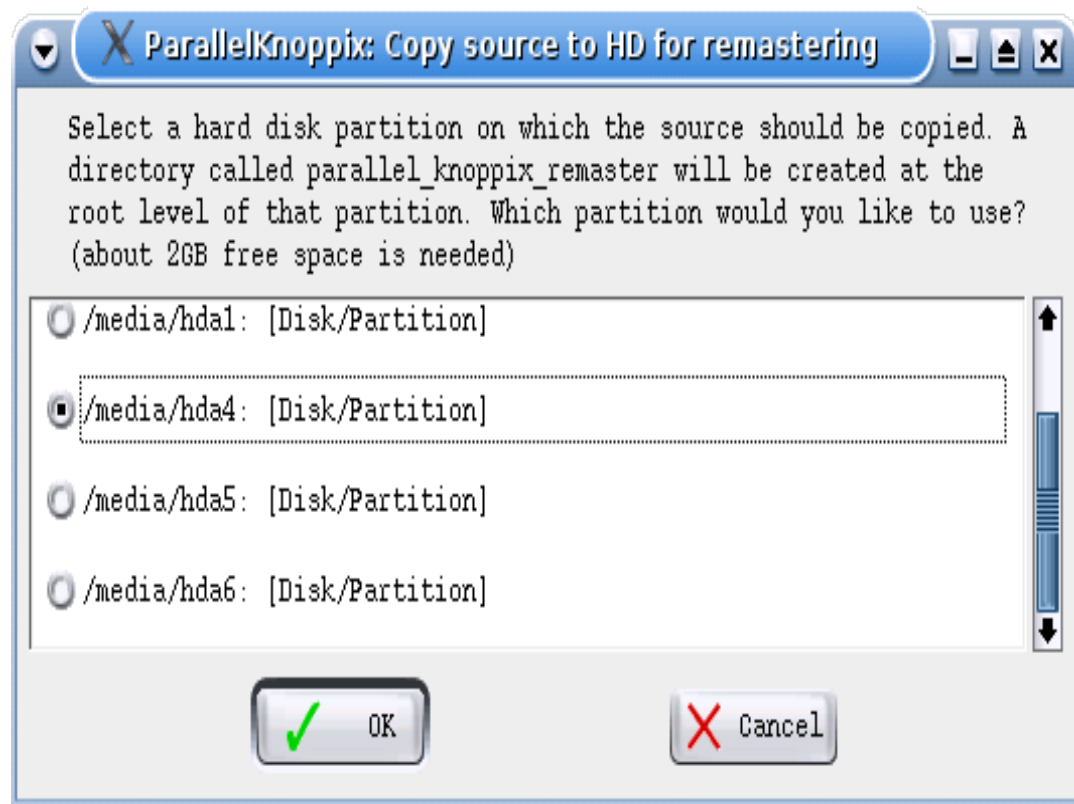 ParallelKnoppix: Copy source to HD for remastering
Select a hard disk partition on which the source should be copied. A
directory called parallel_knoppix_remaster will be created at the
root level of that partition. Which partition would you like to use?
(about 2GB free space is needed)
/media/hda1: [Disk/Partition]
/media/hda4: [Disk/Partition]
/media/hda5: [Disk/Partition]
/media/hda6: [Disk/Partition]
OK Cancel